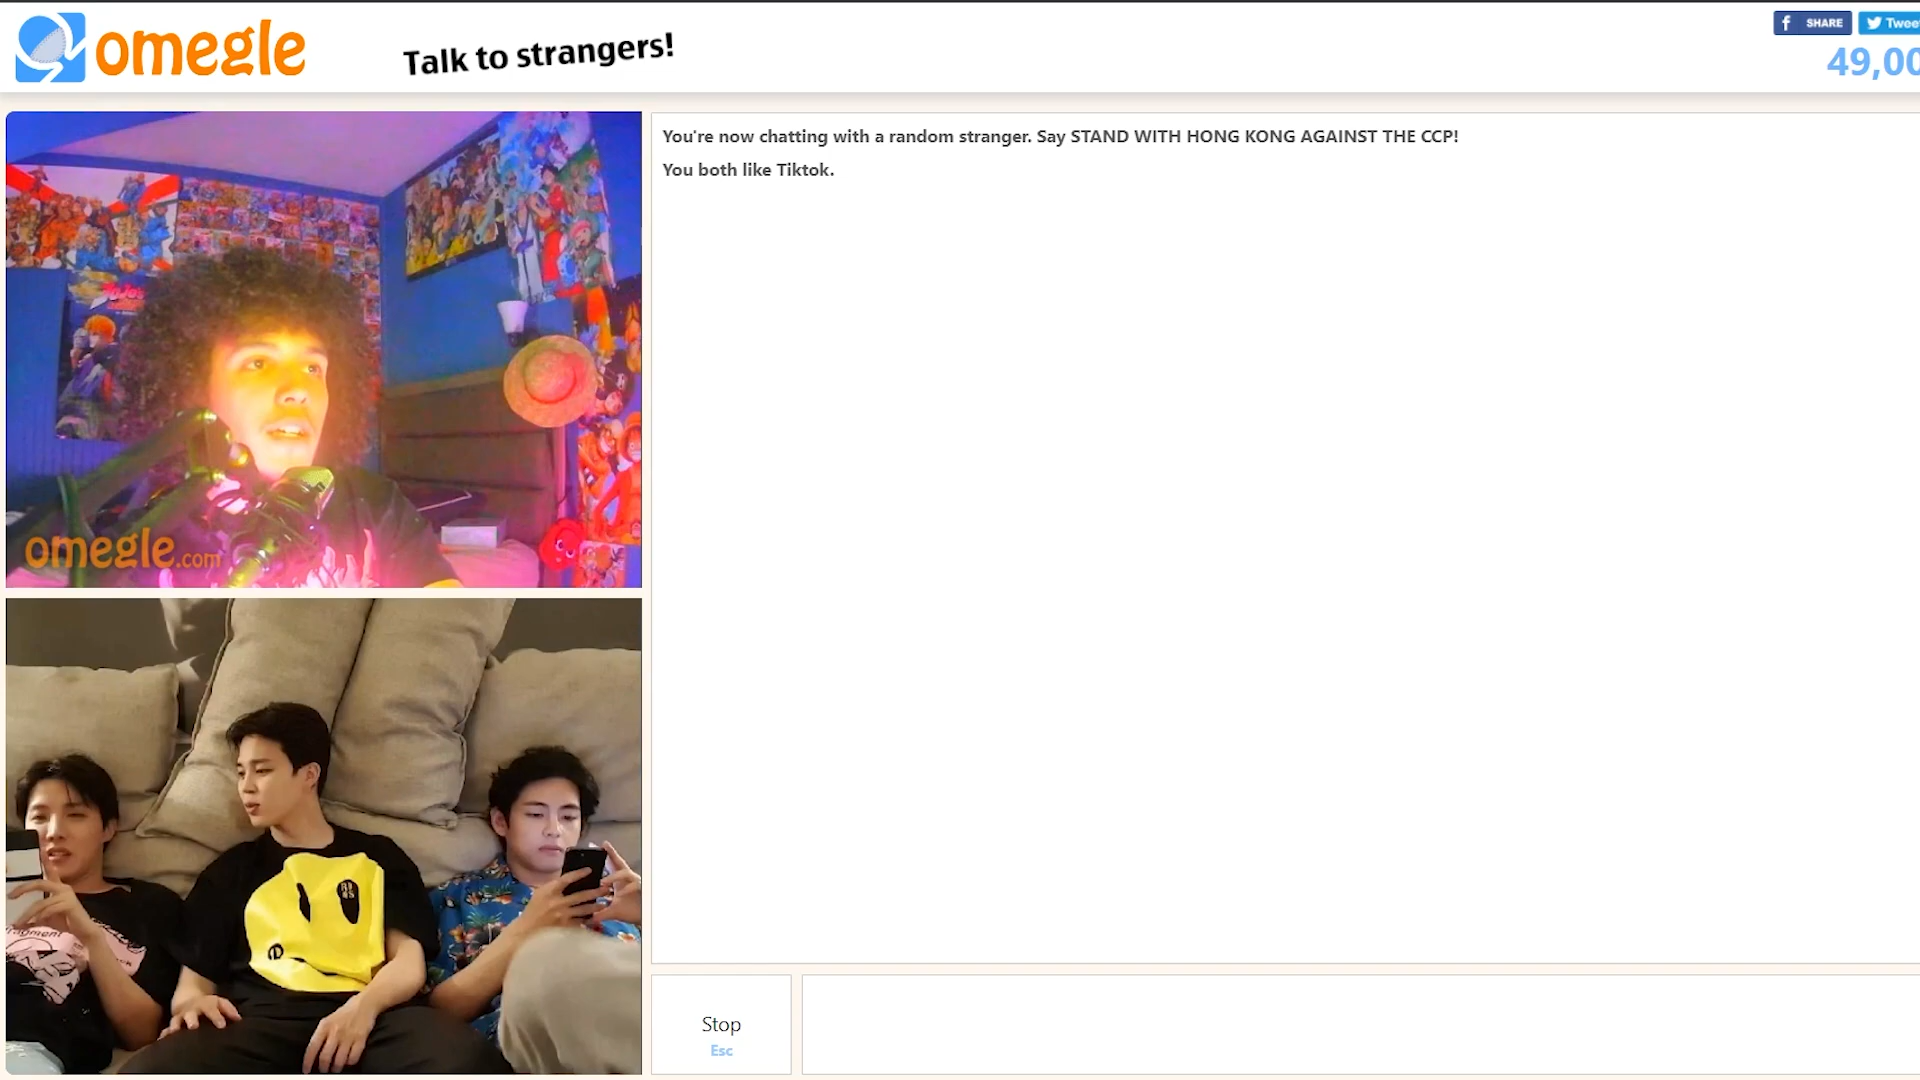 omegle
Talk to strangers!
SHARE
Twee
49,00
You're now chatting with a random stranger. Say STAND WITH HONG KONG AGAINST THE CCP!
You both like Tiktok.
JoJo's
omegle.com
Stop
Esc